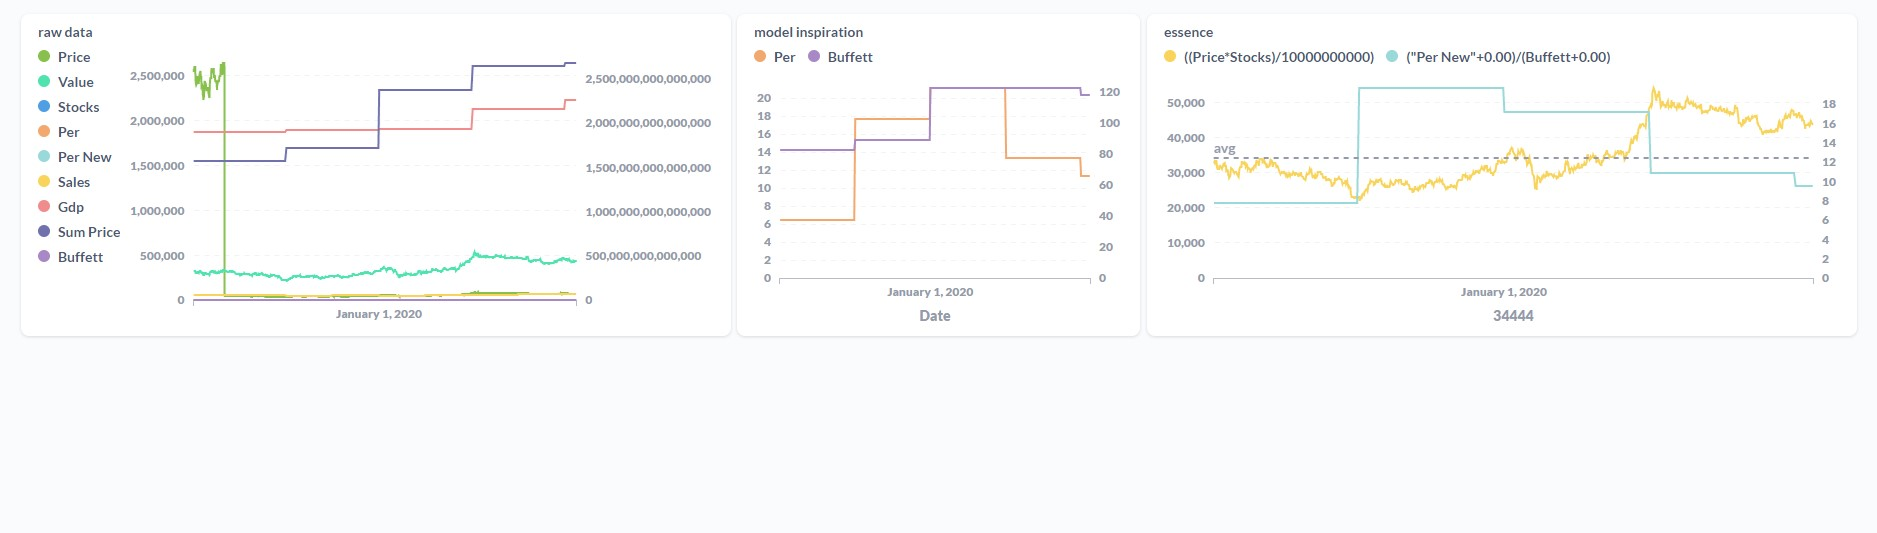 raw data
Price
Value
Stocks
Per
Per New
Sales
Gdp
Sum Price
Buffett
2,500,000
2,000,000
1,500,000
1,000,000
500,000
0
2,500,000,000,000,000
2,000,000,000,000,000
1,500,000,000,000,000
1,000,000,000,000,000
500,000,000,000,000
0
January 1, 2020
model inspiration
Per Buffett
20
18
16
14
12
10
8
6
4
2
0
120
100
80
60
40
20
0
January 1, 2020
Date
essence
((Price*Stocks)/10000000000) ("Per New"+0.00)/(Buffett+0.00)
50,000
40,000
avg
30,000
20,000
10,000
0
18
16
14
12
10
8
6
4
2
0
January 1, 2020
34444